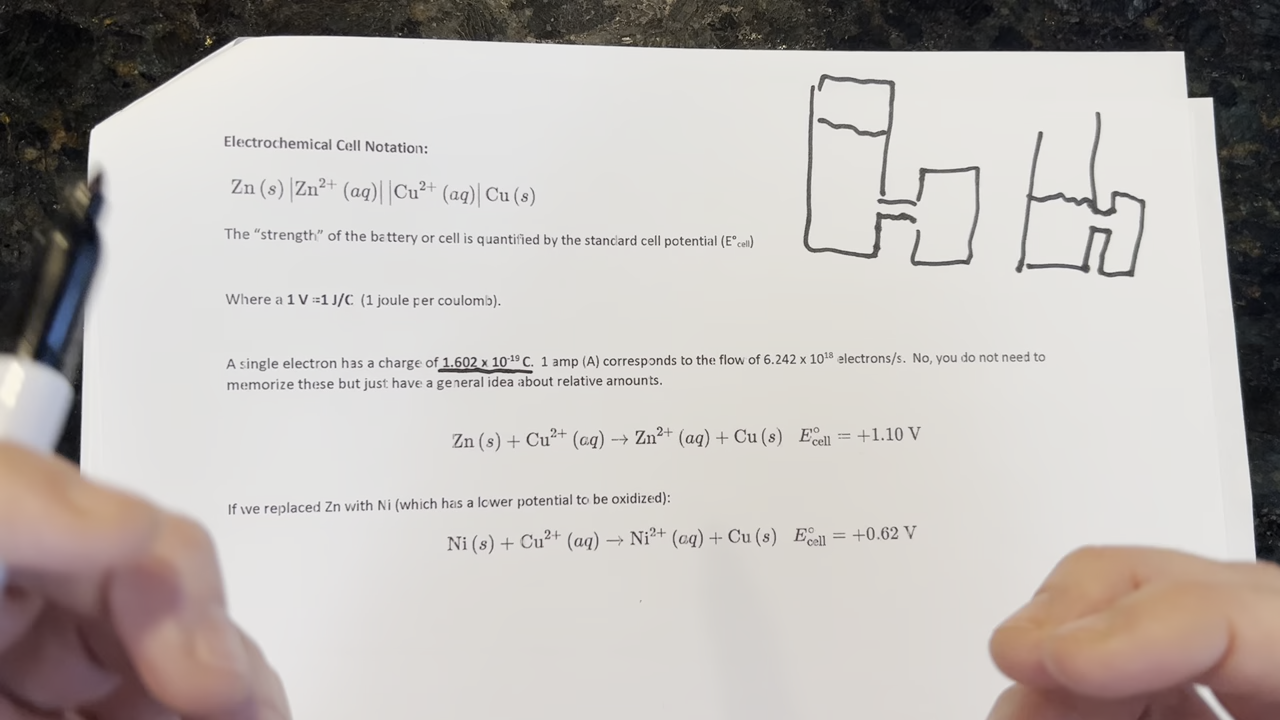 Electrochemical Cell Notation:
Zn (s) |Zn²⁺ (aq)| |Cu²⁺ (aq)| Cu (s)
The “strength” of the battery or cell is quantified by the standard cell potential (E°cell)
Where a 1 V =1 J/C (1 joule per coulomb).
A single electron has a charge of 1.602 x 10⁻¹⁹ C. 1 amp (A) corresponds to the flow of 6.242 x 10¹⁸ electrons/s. No, you do not need to
memorize these but just have a general idea about relative amounts.
Zn (s) + Cu²⁺ (aq) → Zn²⁺ (aq) + Cu (s) E°cell = +1.10 V
If we replaced Zn with Ni (which has a lower potential to be oxidized):
Ni (s) + Cu²⁺ (aq) → Ni²⁺ (aq) + Cu (s) E°cell = +0.62 V